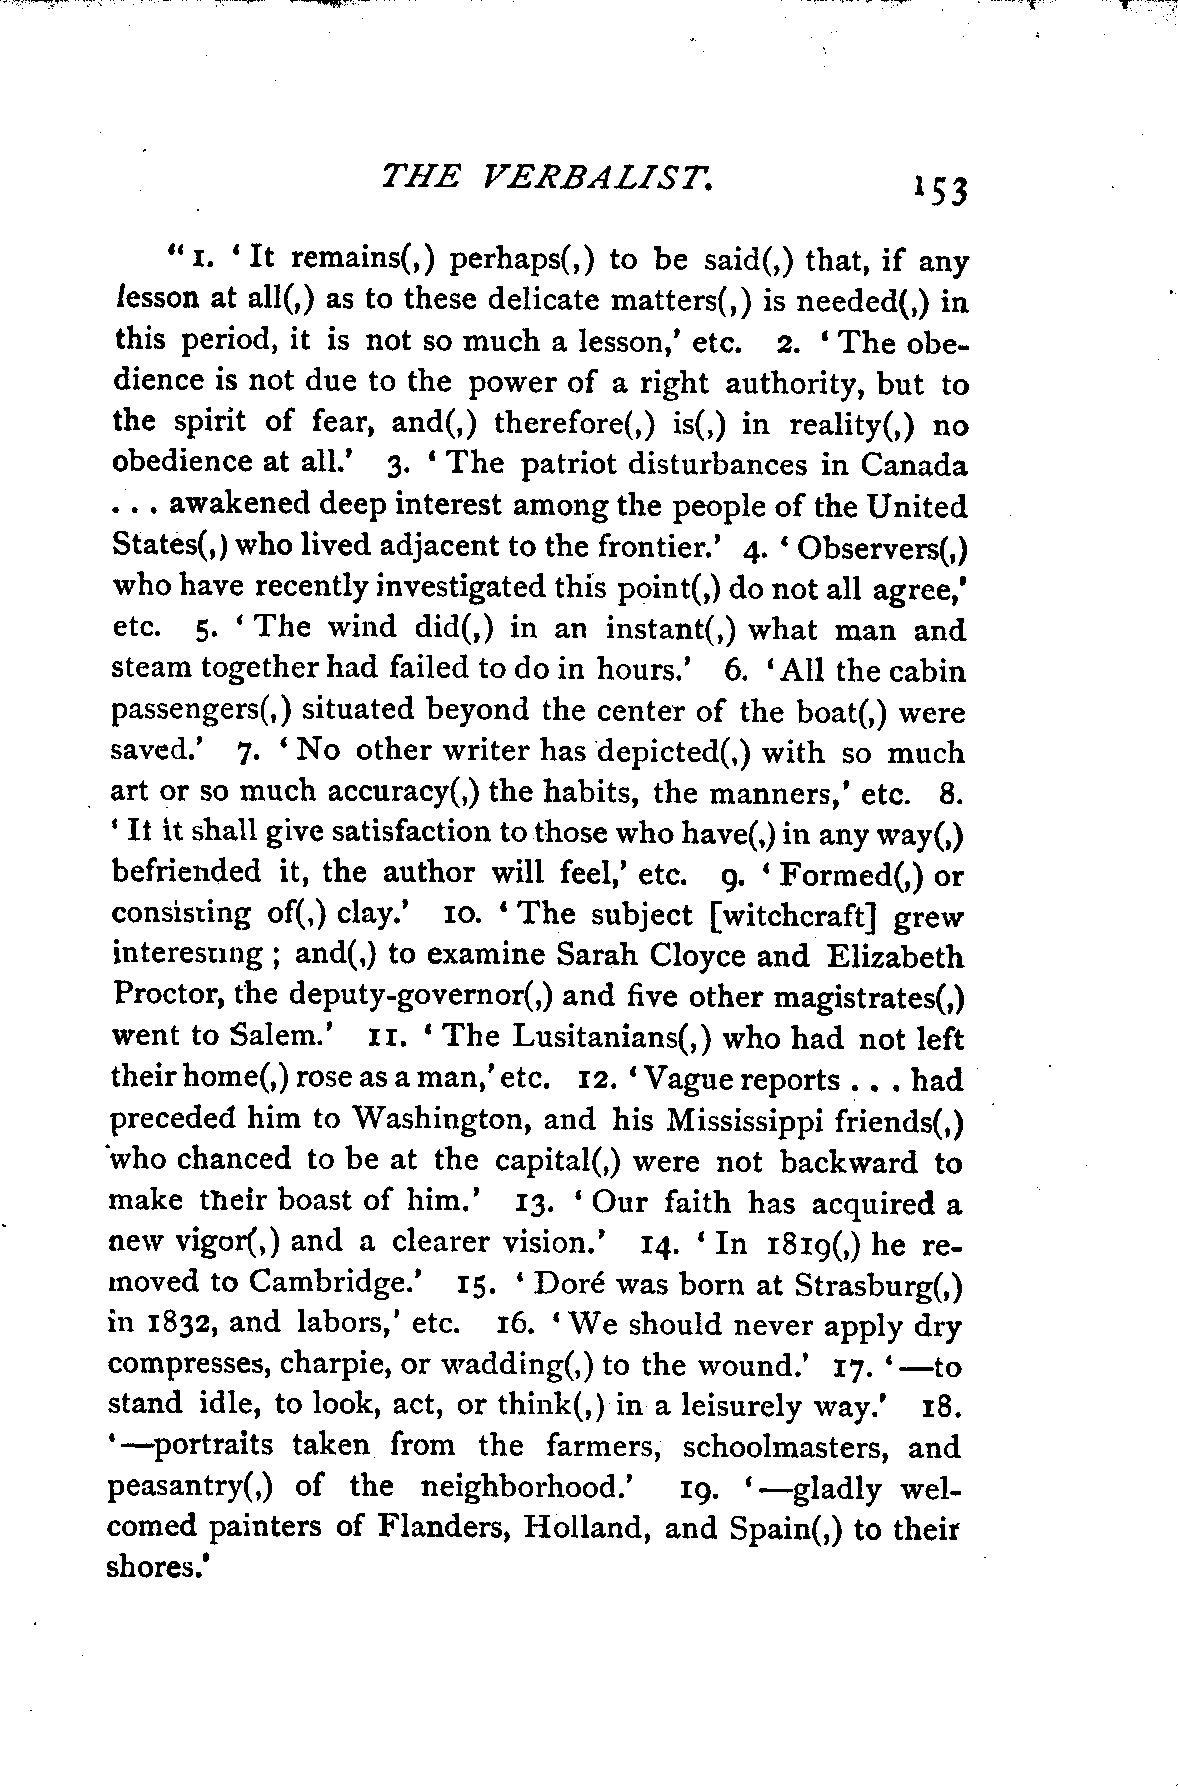 THE VERBALIST. 153
“ 1. ‘ It remains(,) perhaps(,) to be said(,) that, if any
lesson at all(,) as to these delicate matters(,) is needed(,) in
this period, it is not so much a lesson,’ etc. 2. ‘ The obe-
dience is not due to the power of a right authority, but to
the spirit of fear, and(,) therefore(,) is(,) in reality(,) no
obedience at all.’ 3. ‘ The patriot disturbances in Canada
. . . awakened deep interest among the people of the United
States(,) who lived adjacent to the frontier.’ 4. ‘ Observers(,)
who have recently investigated this point(,) do not all agree,’
etc. 5. ‘ The wind did(,) in an instant(,) what man and
steam together had failed to do in hours.’ 6. ‘ All the cabin
passengers(,) situated beyond the center of the boat(,) were
saved.’ 7. ‘ No other writer has depicted(,) with so much
art or so much accuracy(,) the habits, the manners,’ etc. 8.
‘ If it shall give satisfaction to those who have(,) in any way(,)
befriended it, the author will feel,’ etc. 9. ‘ Formed(,) or
consisting of(,) clay.’ 10. ‘ The subject [witchcraft] grew
interesting ; and(,) to examine Sarah Cloyce and Elizabeth
Proctor, the deputy-governor(,) and five other magistrates(,)
went to Salem.’ 11. ‘ The Lusitanians(,) who had not left
their home(,) rose as a man,’ etc. 12. ‘ Vague reports . . . had
preceded him to Washington, and his Mississippi friends(,)
who chanced to be at the capital(,) were not backward to
make their boast of him.’ 13. ‘ Our faith has acquired a
new vigor(,) and a clearer vision.’ 14. ‘ In 1819(,) he re-
moved to Cambridge.’ 15. ‘ Doré was born at Strasburg(,)
in 1832, and labors,’ etc. 16. ‘ We should never apply dry
compresses, charpie, or wadding(,) to the wound.’ 17. ‘—to
stand idle, to look, act, or think(,) in a leisurely way.’ 18.
‘—portraits taken from the farmers, schoolmasters, and
peasantry(,) of the neighborhood.’ 19. ‘—gladly wel-
comed painters of Flanders, Holland, and Spain(,) to their
shores.’